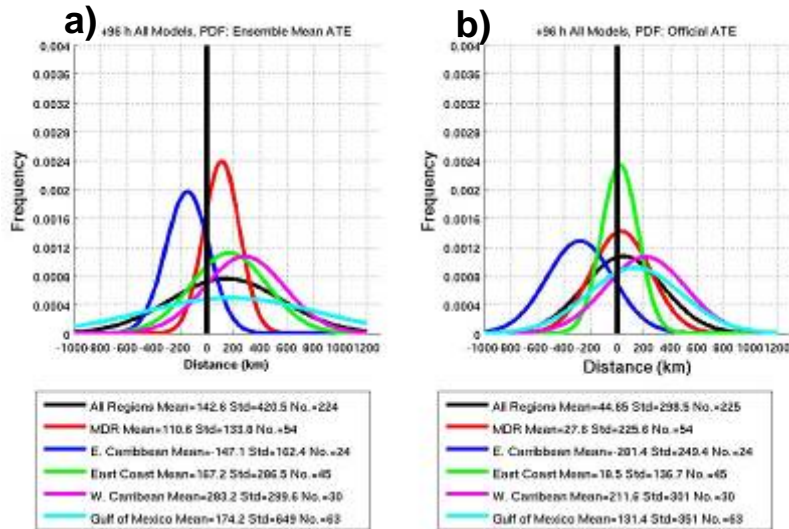 a)
+96 h All Models, PDF: Ensemble Mean ATE
0.004
0.0036
0.0032
0.0028
0.0024
0.002
0.0016
0.0012
0.0008
0.0004
0
Frequency
-1000-800 -600 -400 -200 0 200 400 600 800 1000 1200
Distance (km)
All Regions Mean=142.6 Std=420.5 No.=224
MDR Mean=110.6 Std=133.8 No.=54
E. Caribbean Mean=-147.1 Std=162.4 No.=24
East Coast Mean=167.2 Std=286.5 No.=45
W. Carribean Mean=283.2 Std=299.6 No.=30
Gulf of Mexico Mean=174.2 Std=649 No.=63
b)
+96 h All Models, PDF: Official ATE
0.004
0.0036
0.0032
0.0028
0.0024
0.002
0.0016
0.0012
0.0008
0.0004
0
Frequency
-1000-800 -600 -400 -200 0 200 400 600 800 1000 1200
Distance (km)
All Regions Mean=44.65 Std=298.5 No.=225
MDR Mean=27.6 Std=225.6 No.=54
E. Caribbean Mean=-281.4 Std=249.4 No.=24
East Coast Mean=18.5 Std=136.7 No.=45
W. Carribean Mean=211.6 Std=301 No.=30
Gulf of Mexico Mean=131.4 Std=351 No.=63